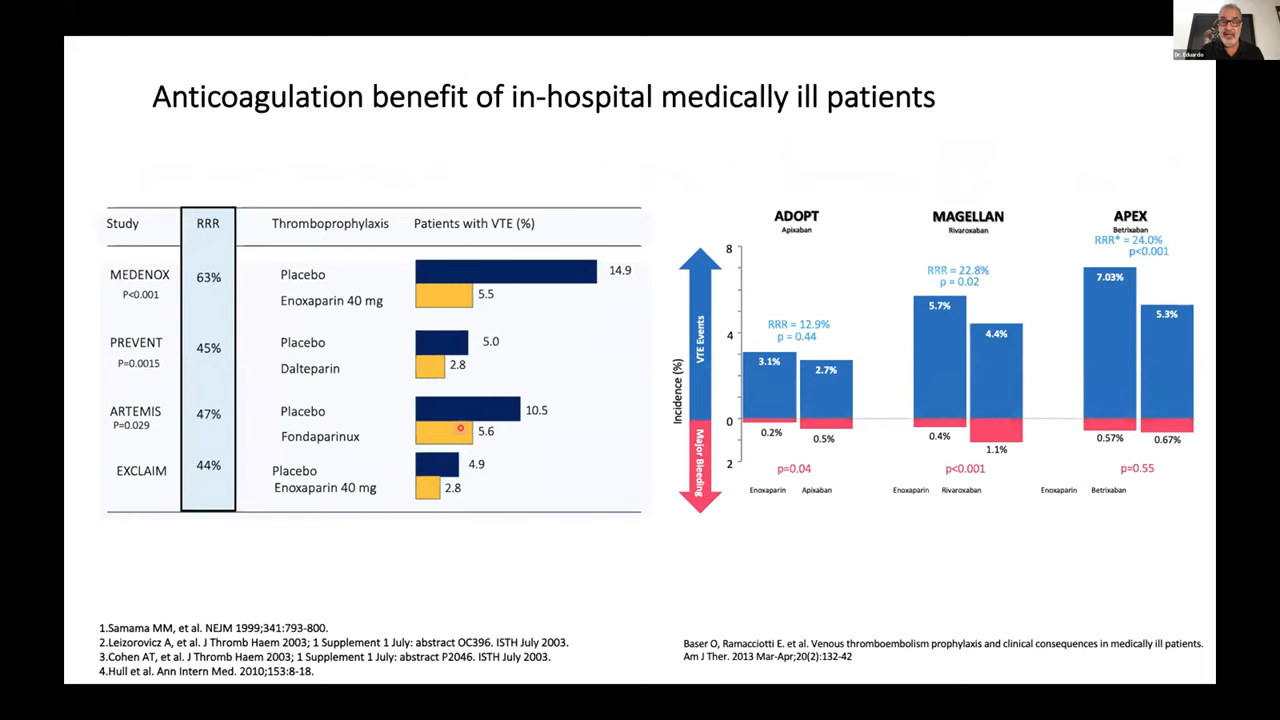 Dr. Eduardo
Anticoagulation benefit of in-hospital medically ill patients
Study RRR Thromboprophylaxis Patients with VTE (%)
MEDENOX 63% Placebo 14.9
P<0.001 Enoxaparin 40 mg 5.5
PREVENT 45% Placebo 5.0
P=0.0015 Dalteparin 2.8
ARTEMIS 47% Placebo 10.5
P=0.029 Fondaparinux 5.6
EXCLAIM 44% Placebo 4.9
Enoxaparin 40 mg 2.8
ADOPT MAGELLAN APEX
Apixaban Rivaroxaban Betrixaban
RRR* = 24.0%
p<0.001
RRR = 22.8%
p = 0.02
RRR = 12.9%
p = 0.44
8
4
0
2
Incidence (%)
VTE Events
Major Bleeding
3.1% 2.7% 5.7% 4.4% 7.03% 5.3%
0.2% 0.5% 0.4% 1.1% 0.57% 0.67%
p=0.04 p<0.001 p=0.55
Enoxaparin Apixaban Enoxaparin Rivaroxaban Enoxaparin Betrixaban
1.Samama MM, et al. NEJM 1999;341:793-800.
2.Leizorovicz A, et al. J Thromb Haem 2003; 1 Supplement 1 July: abstract OC396. ISTH July 2003.
3.Cohen AT, et al. J Thromb Haem 2003; 1 Supplement 1 July: abstract P2046. ISTH July 2003.
4.Hull et al. Ann Intern Med. 2010;153:8-18.
Baser O, Ramacciotti E. et al. Venous thromboembolism prophylaxis and clinical consequences in medically ill patients.
Am J Ther. 2013 Mar-Apr;20(2):132-42